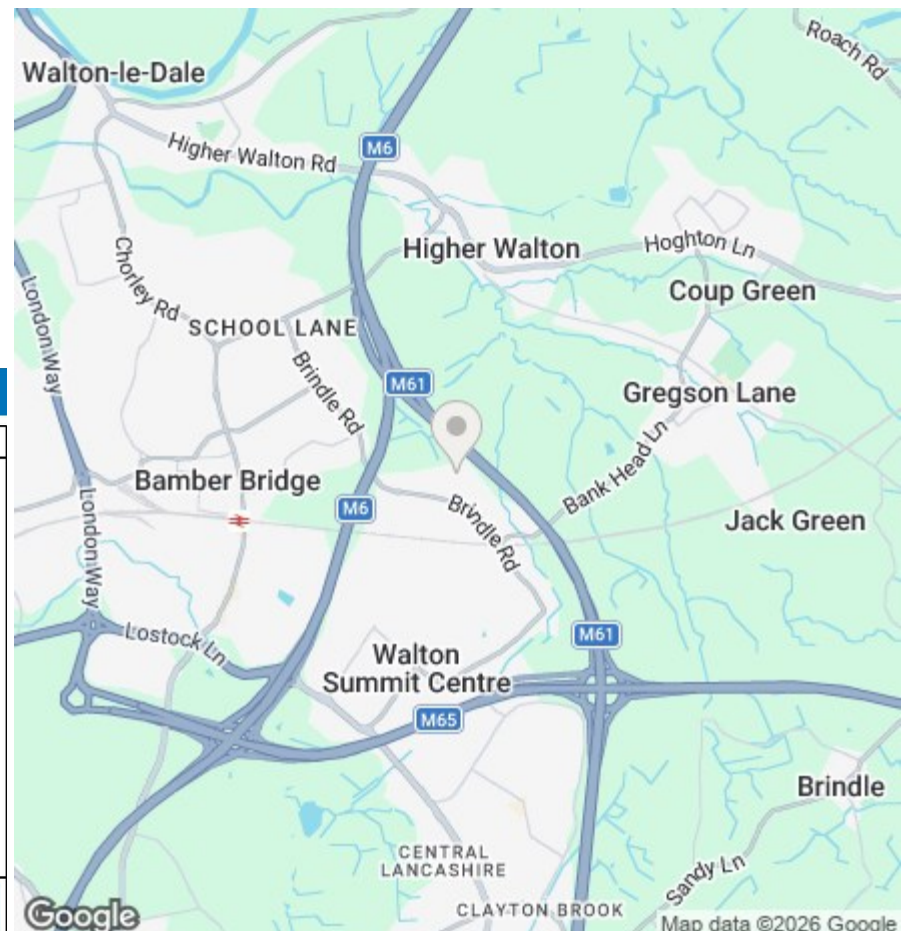 Roach Rd
Walton-le-Dale
M6
Higher Walton Rd
Higher Walton
Hoghton Ln
Coup Green
Chorley Rd
London Way
SCHOOL LANE
Brindle Rd
M61
Gregson Lane
Bank Head Ln
Bamber Bridge
M6
Brindle Rd
Jack Green
London Way
Lostock Ln
M61
Walton
Summit Centre
M65
Brindle
CENTRAL
LANCASHIRE
Sandy Ln
CLAYTON BROOK
Google
Map data ©2026 Google